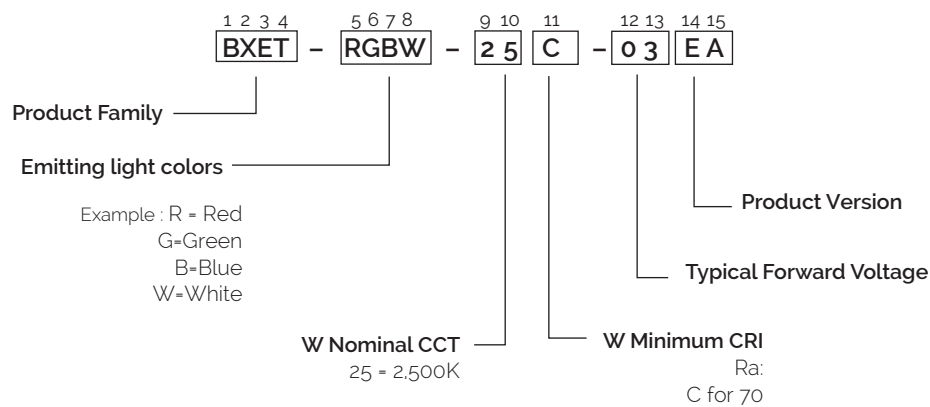 1 2 3 4 5 6 7 8 9 10 11 12 13 14 15
BXET – RGBW – 2 5 C – 0 3 E A
Product Family
Emitting light colors
Example : R = Red
G=Green
B=Blue
W=White
Product Version
Typical Forward Voltage
W Nominal CCT
25 = 2,500K
W Minimum CRI
Ra:
C for 70